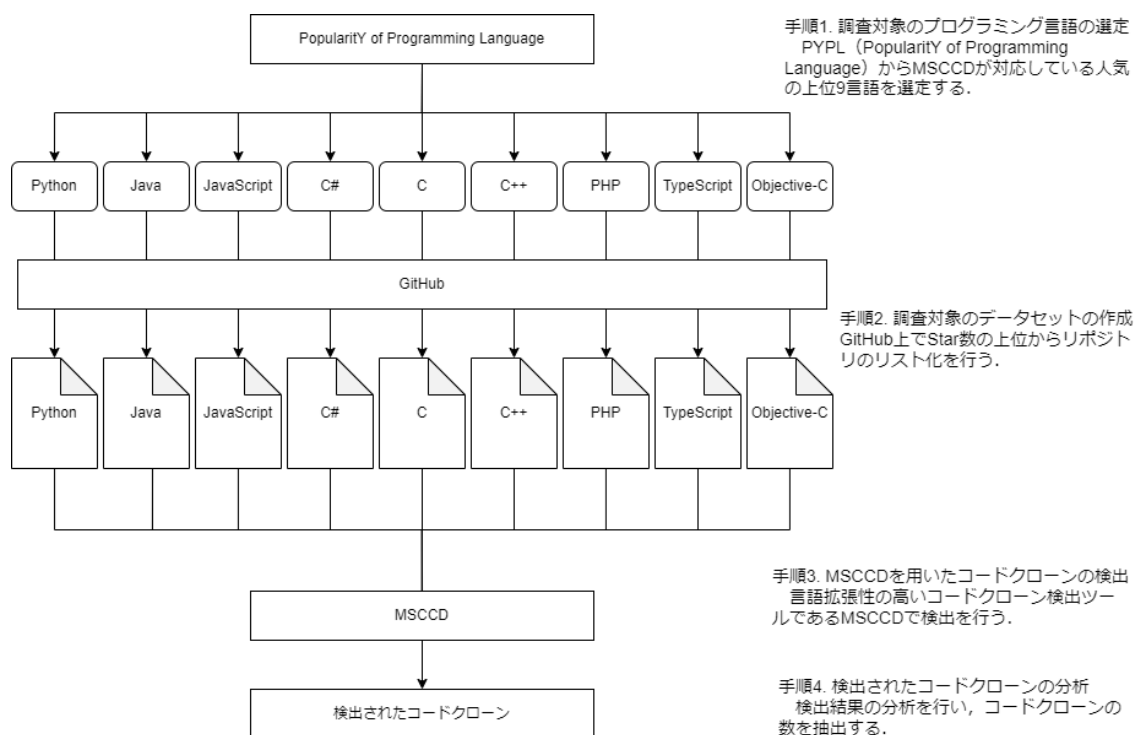 PopularitY of Programming Language
手順1. 調査対象のプログラミング言語の選定
PYPL（PopularitY of Programming
Language）からMSCCDが対応している人気
の上位9言語を選定する．
Python
Java
JavaScript
C#
C
C++
PHP
TypeScript
Objective-C
GitHub
手順2. 調査対象のデータセットの作成
GitHub上でStar数の上位からリポジト
リのリスト化を行う．
Python
Java
JavaScript
C#
C
C++
PHP
TypeScript
Objective-C
手順3. MSCCDを用いたコードクローンの検出
言語拡張性の高いコードクローン検出ツー
ルであるMSCCDで検出を行う．
MSCCD
手順4. 検出されたコードクローンの分析
検出結果の分析を行い，コードクローンの
数を抽出する．
検出されたコードクローン